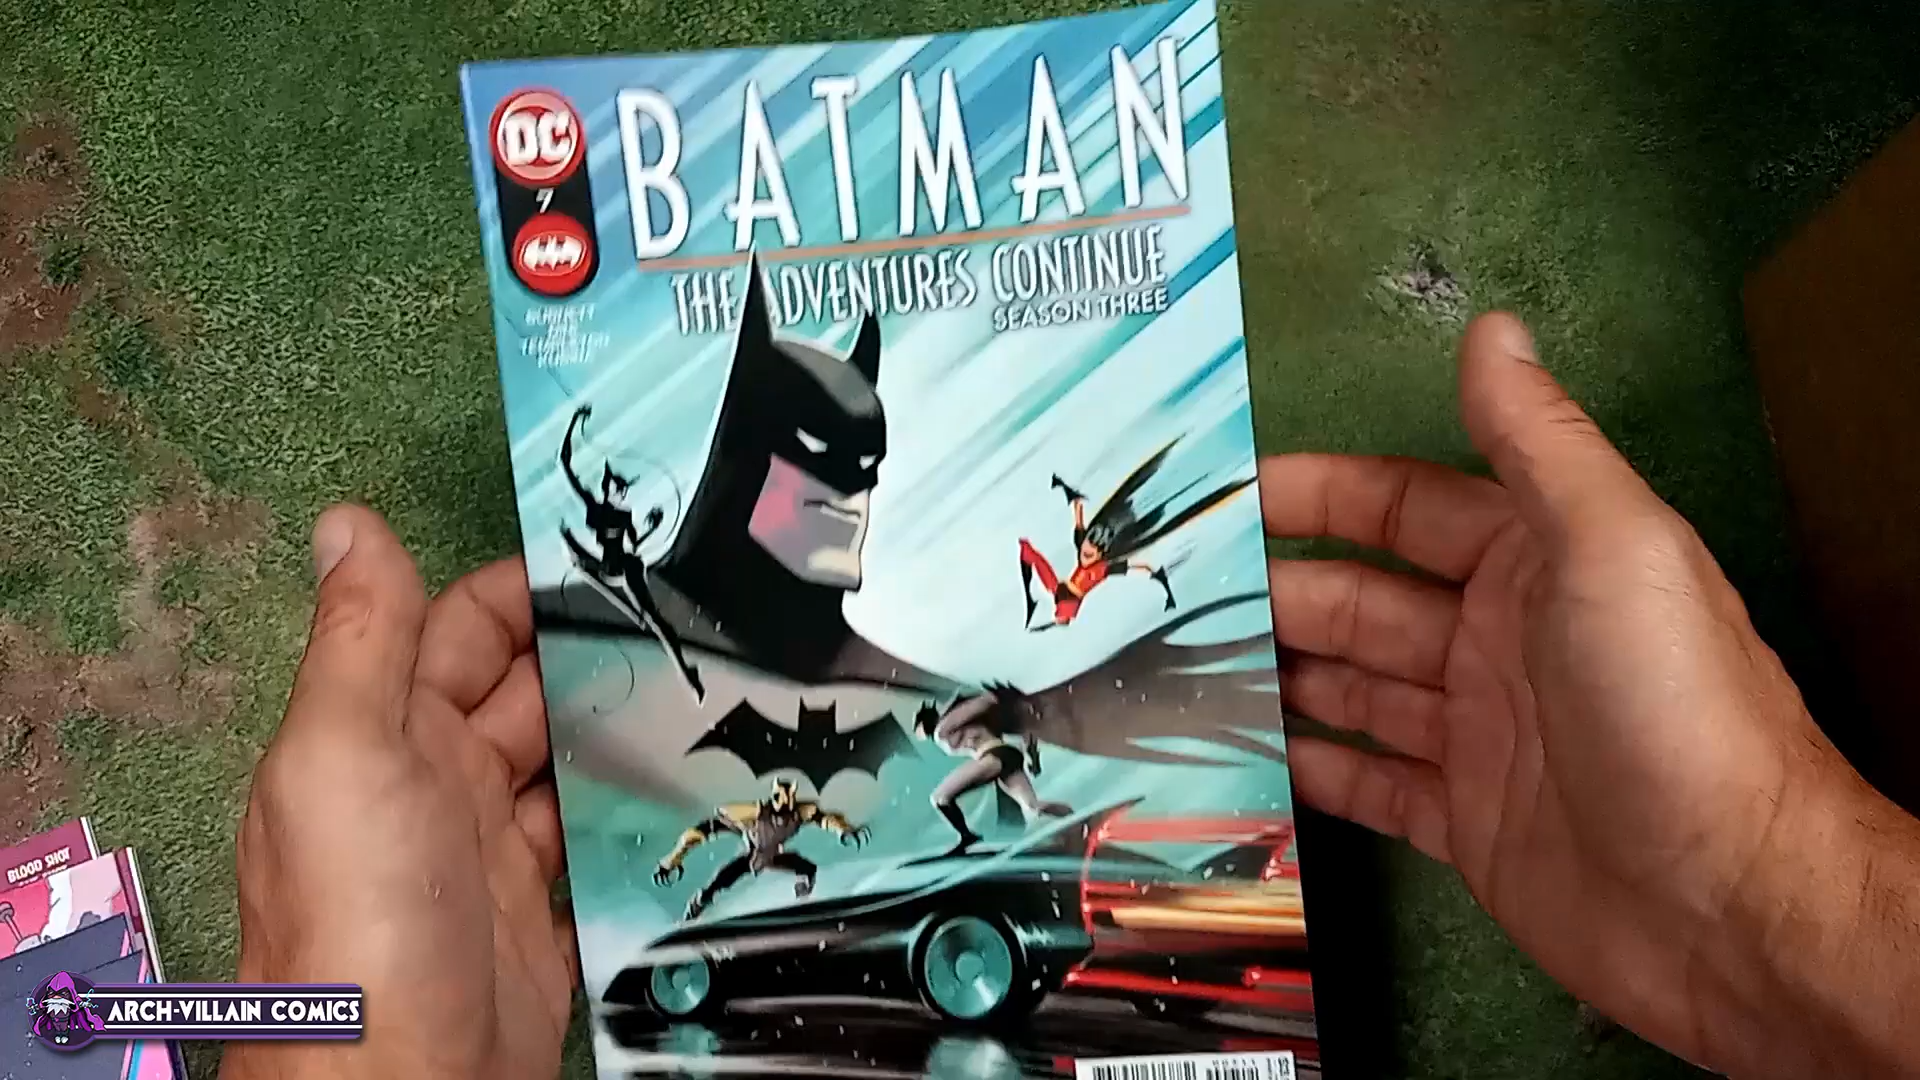 DC
7
BATMAN
THE ADVENTURES CONTINUE
SEASON THREE
BLOOD SHOT
ARCH-VILLAIN COMICS